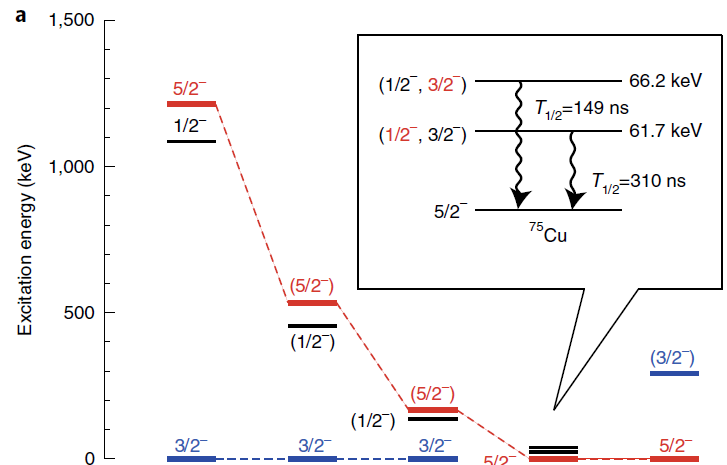 a
1,500
1,000
500
0
Excitation energy (keV)
5/2⁻
1/2⁻
(5/2⁻)
(1/2⁻)
(5/2⁻)
(1/2⁻)
3/2⁻
3/2⁻
3/2⁻
5/2⁻
5/2⁻
(3/2⁻)
(1/2⁻, 3/2⁻)
66.2 keV
T₁/₂=149 ns
(1/2⁻, 3/2⁻)
61.7 keV
T₁/₂=310 ns
5/2⁻
⁷⁵Cu